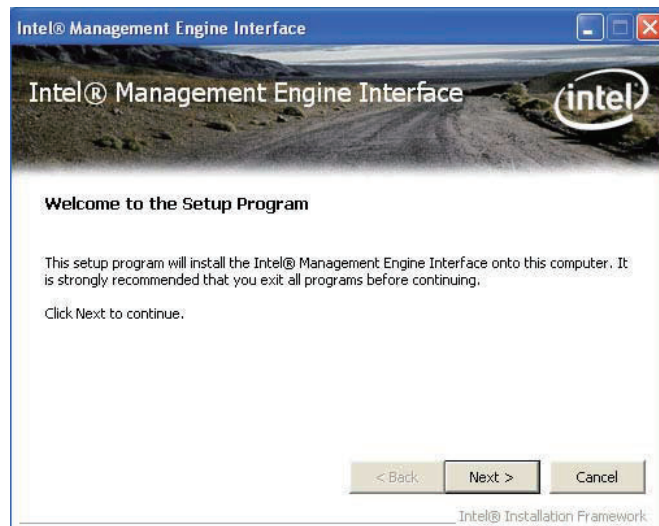 Intel® Management Engine Interface
Intel® Management Engine Interface
intel
Welcome to the Setup Program
This setup program will install the Intel® Management Engine Interface onto this computer. It
is strongly recommended that you exit all programs before continuing.
Click Next to continue.
< Back
Next >
Cancel
Intel® Installation Framework